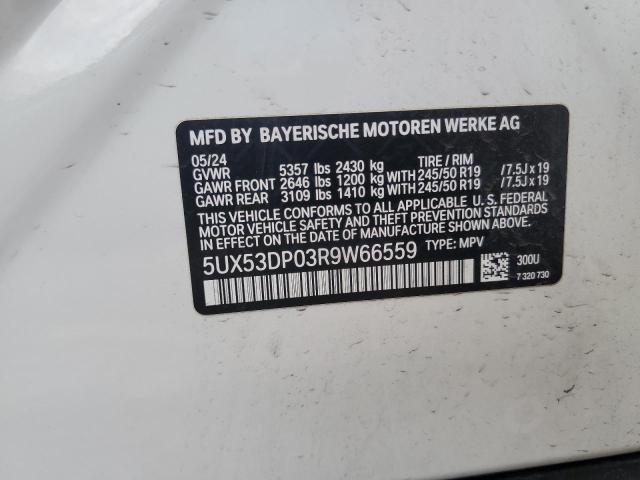 MFD BY BAYERISCHE MOTOREN WERKE AG
05/24
GVWR 5357 lbs 2430 kg TIRE / RIM
GAWR FRONT 2646 lbs 1200 kg WITH 245/50 R19 /7.5J x 19
GAWR REAR 3109 lbs 1410 kg WITH 245/50 R19 /7.5J x 19
THIS VEHICLE CONFORMS TO ALL APPLICABLE U. S. FEDERAL
MOTOR VEHICLE SAFETY AND THEFT PREVENTION STANDARDS
IN EFFECT ON THE DATE OF MANUFACTURE SHOWN ABOVE.
5UX53DP03R9W66559 TYPE: MPV
300U
7 320 730